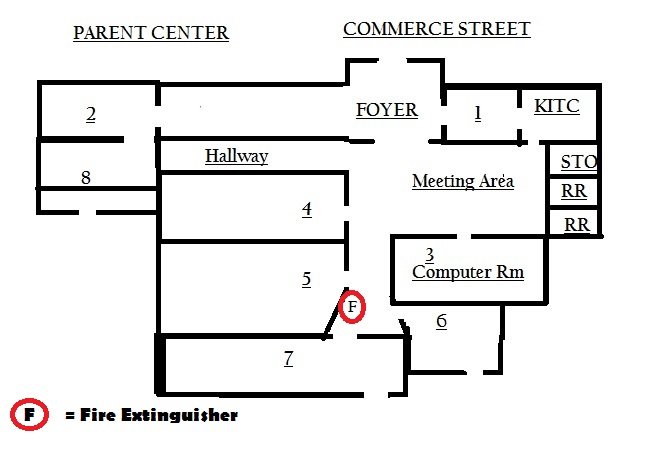 PARENT CENTER
COMMERCE STREET
2
FOYER
1
KITC
8
Hallway
Meeting Area
STO
RR
RR
4
3
Computer Rm
5
F
6
7
F = Fire Extinguisher